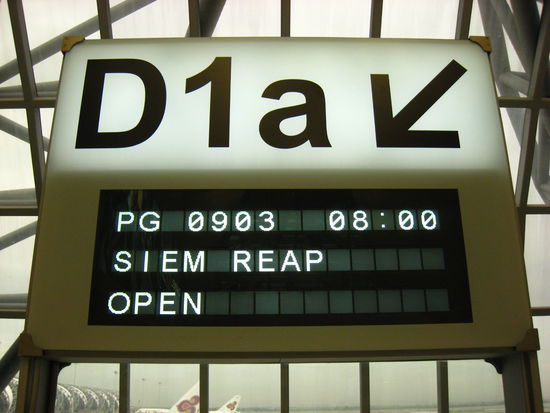 D1a
PG 0903 08:00
SIEM REAP
OPEN